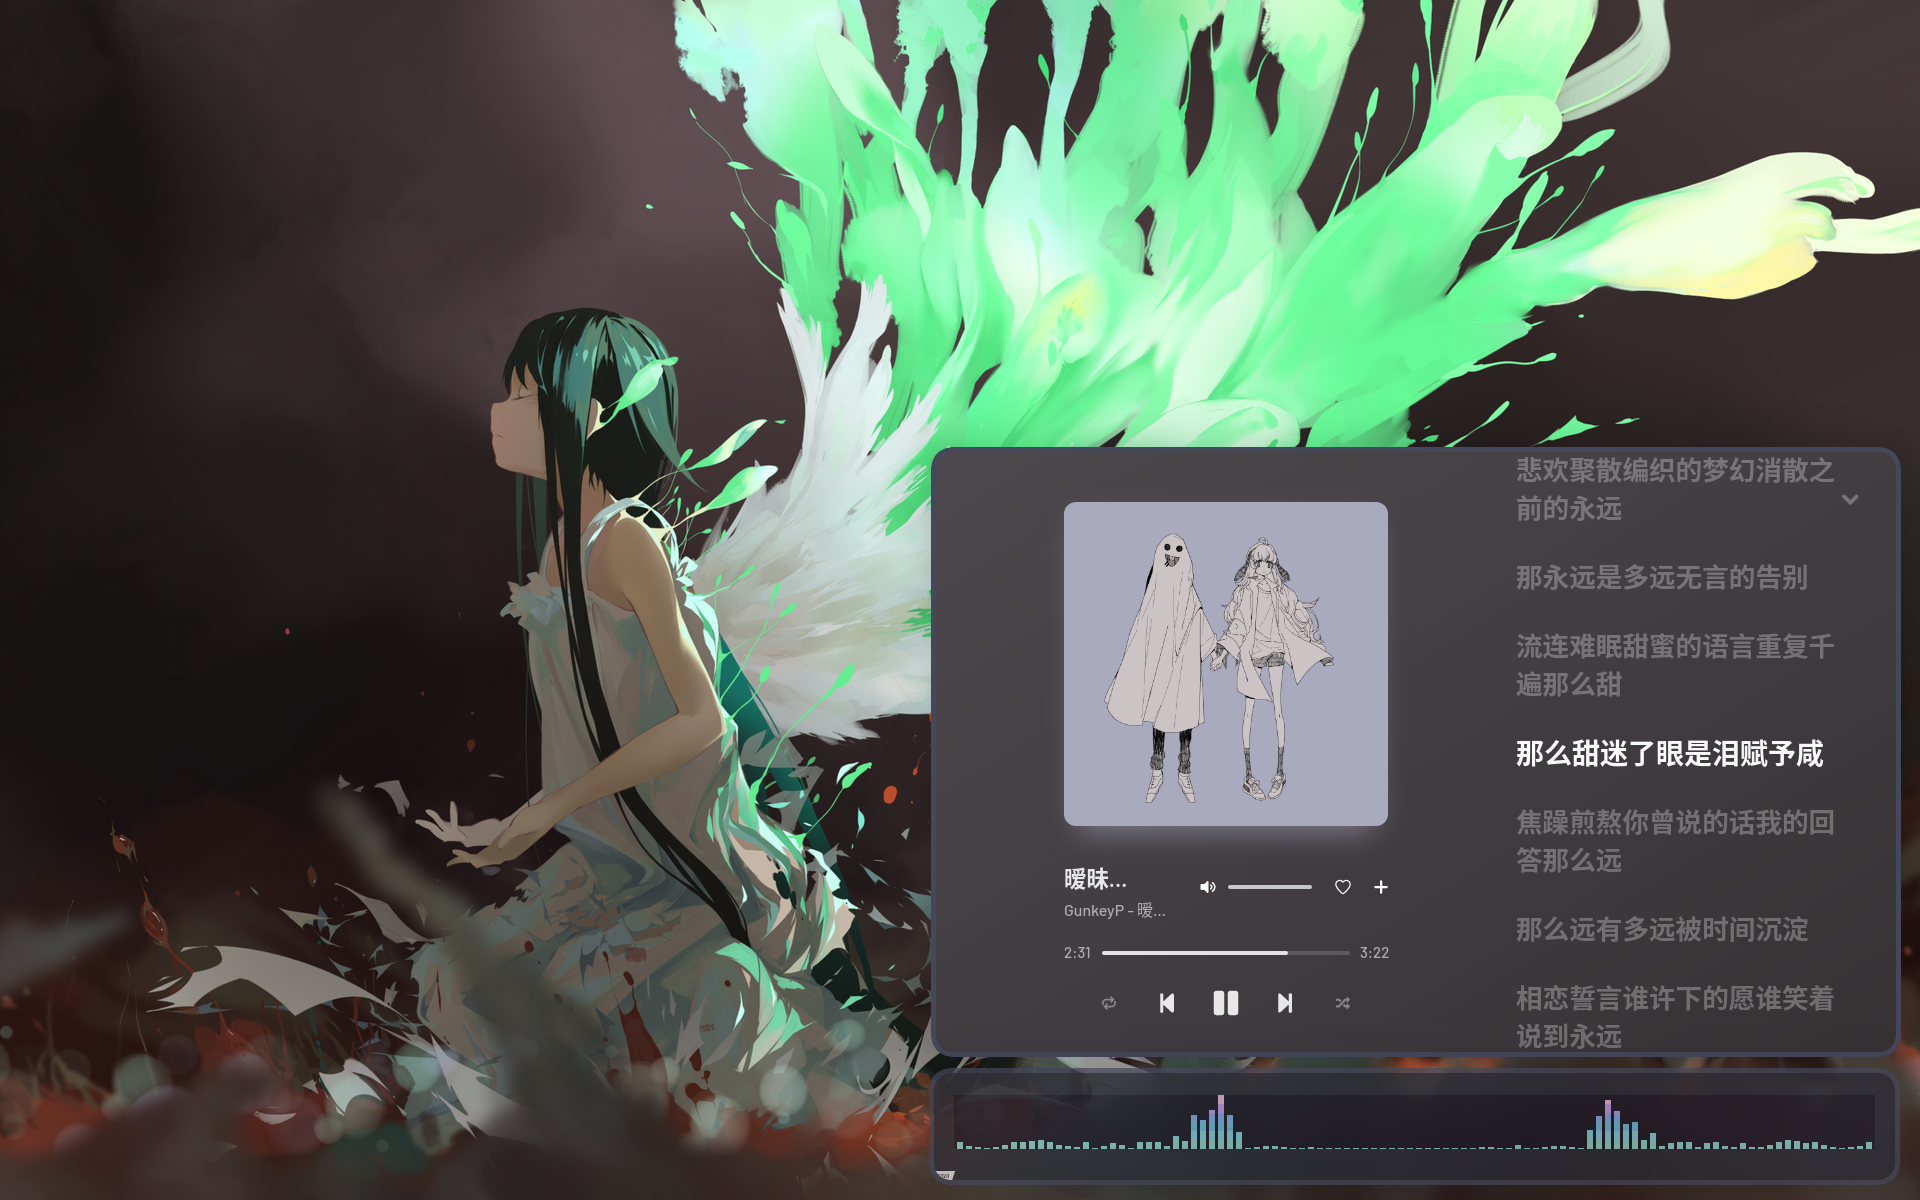 悲欢聚散编织的梦幻消散之
前的永远
那永远是多远无言的告别
流连难眠甜蜜的语言重复千
遍那么甜
那么甜迷了眼是泪赋予咸
焦躁煎熬你曾说的话我的回
答那么远
那么远有多远被时间沉淀
相恋誓言谁许下的愿谁笑着
说到永远
暧昧...
GunkeyP - 暧...
2:31
3:22